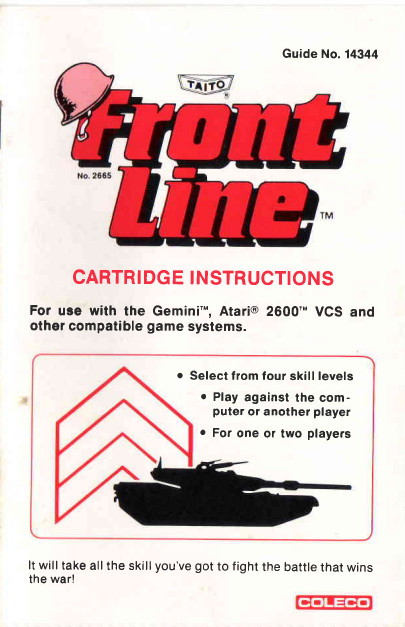 Guide No. 14344
TAITO®
Front
No. 2665
Line™
CARTRIDGE INSTRUCTIONS
For use with the Gemini™, Atari® 2600™ VCS and
other compatible game systems.
• Select from four skill levels
• Play against the com-
puter or another player
• For one or two players
It will take all the skill you've got to fight the battle that wins
the war!
COLECO